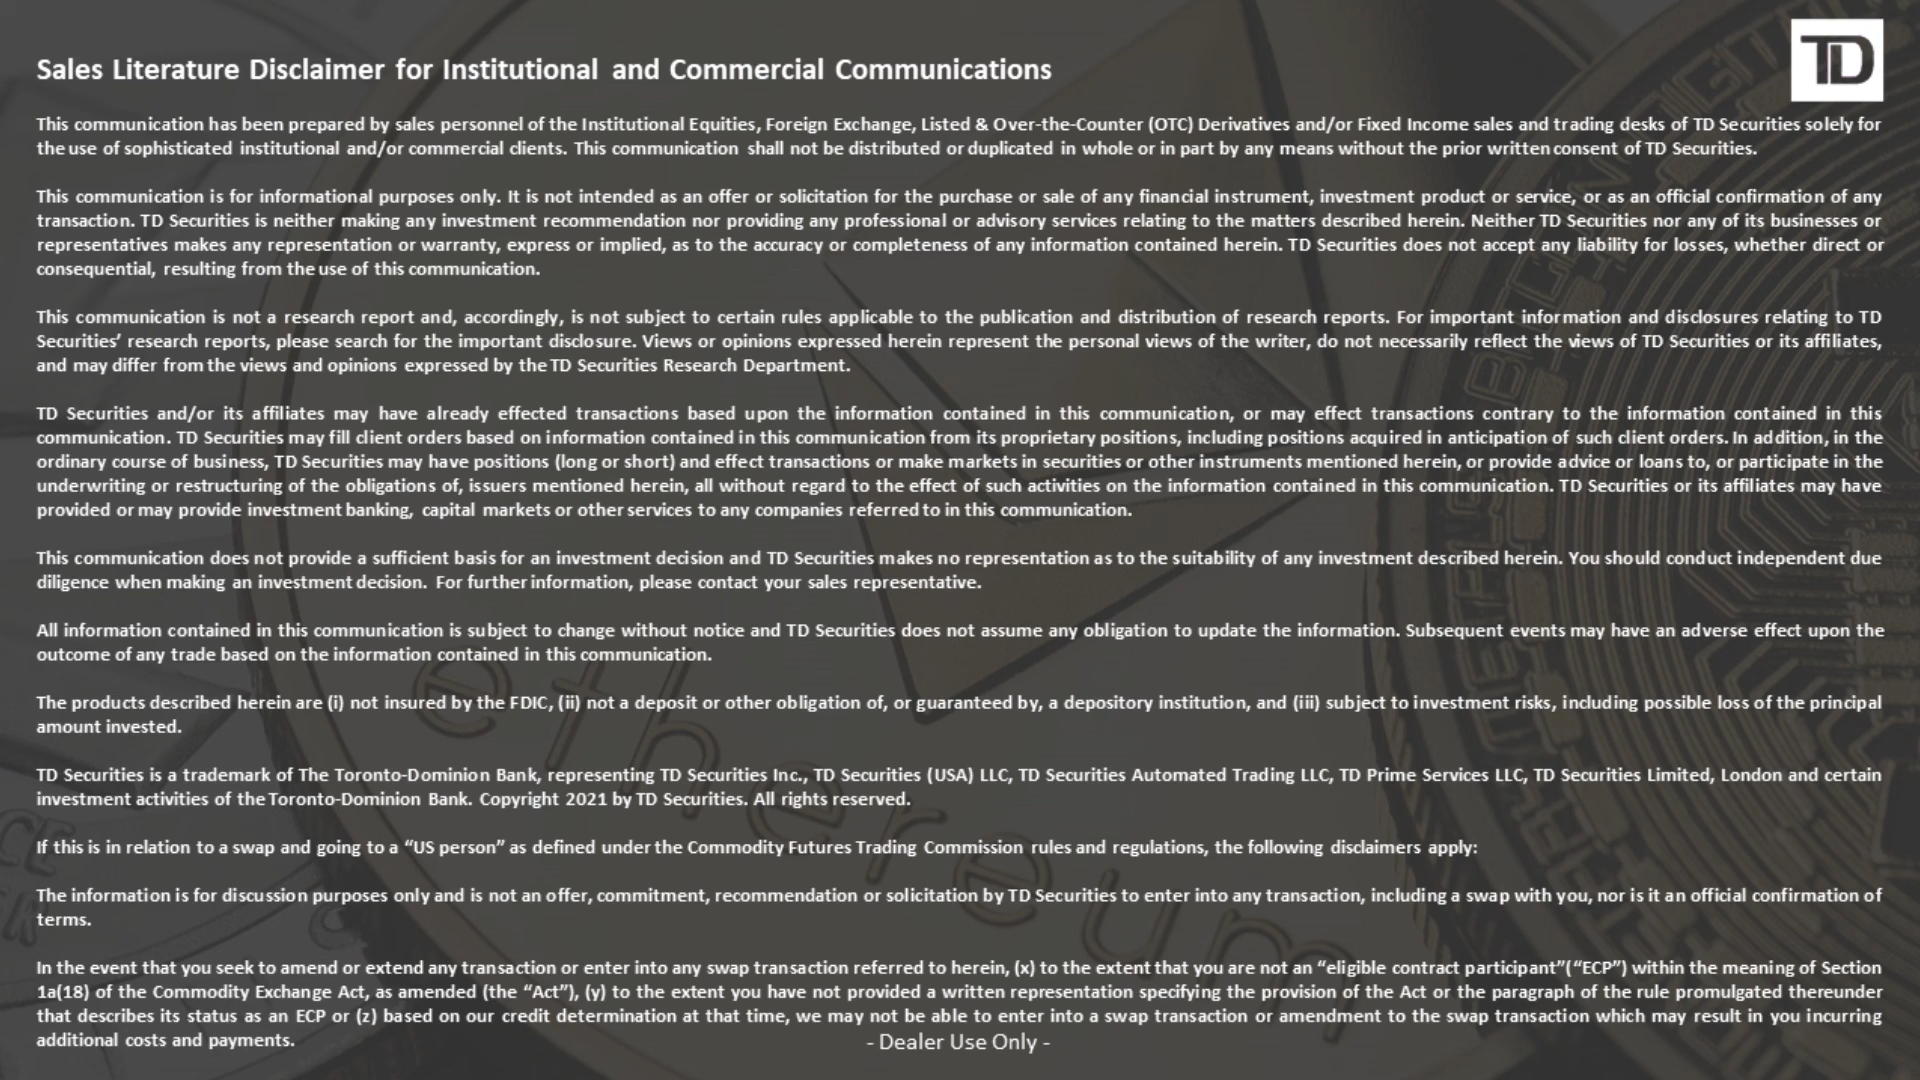 TD
Sales Literature Disclaimer for Institutional and Commercial Communications
This communication has been prepared by sales personnel of the Institutional Equities, Foreign Exchange, Listed & Over-the-Counter (OTC) Derivatives and/or Fixed Income sales and trading desks of TD Securities solely for
the use of sophisticated institutional and/or commercial clients. This communication shall not be distributed or duplicated in whole or in part by any means without the prior written consent of TD Securities.
This communication is for informational purposes only. It is not intended as an offer or solicitation for the purchase or sale of any financial instrument, investment product or service, or as an official confirmation of any
transaction. TD Securities is neither making any investment recommendation nor providing any professional or advisory services relating to the matters described herein. Neither TD Securities nor any of its businesses or
representatives makes any representation or warranty, express or implied, as to the accuracy or completeness of any information contained herein. TD Securities does not accept any liability for losses, whether direct or
consequential, resulting from the use of this communication.
This communication is not a research report and, accordingly, is not subject to certain rules applicable to the publication and distribution of research reports. For important information and disclosures relating to TD
Securities' research reports, please search for the important disclosure. Views or opinions expressed herein represent the personal views of the writer, do not necessarily reflect the views of TD Securities or its affiliates,
and may differ from the views and opinions expressed by the TD Securities Research Department.
TD Securities and/or its affiliates may have already effected transactions based upon the information contained in this communication, or may effect transactions contrary to the information contained in this
communication. TD Securities may fill client orders based on information contained in this communication from its proprietary positions, including positions acquired in anticipation of such client orders. In addition, in the
ordinary course of business, TD Securities may have positions (long or short) and effect transactions or make markets in securities or other instruments mentioned herein, or provide advice or loans to, or participate in the
underwriting or restructuring of the obligations of, issuers mentioned herein, all without regard to the effect of such activities on the information contained in this communication. TD Securities or its affiliates may have
provided or may provide investment banking, capital markets or other services to any companies referred to in this communication.
This communication does not provide a sufficient basis for an investment decision and TD Securities makes no representation as to the suitability of any investment described herein. You should conduct independent due
diligence when making an investment decision. For further information, please contact your sales representative.
All information contained in this communication is subject to change without notice and TD Securities does not assume any obligation to update the information. Subsequent events may have an adverse effect upon the
outcome of any trade based on the information contained in this communication.
The products described herein are (i) not insured by the FDIC, (ii) not a deposit or other obligation of, or guaranteed by, a depository institution, and (iii) subject to investment risks, including possible loss of the principal
amount invested.
TD Securities is a trademark of The Toronto-Dominion Bank, representing TD Securities Inc., TD Securities (USA) LLC, TD Securities Automated Trading LLC, TD Prime Services LLC, TD Securities Limited, London and certain
investment activities of the Toronto-Dominion Bank. Copyright 2021 by TD Securities. All rights reserved.
If this is in relation to a swap and going to a “US person” as defined under the Commodity Futures Trading Commission rules and regulations, the following disclaimers apply:
The information is for discussion purposes only and is not an offer, commitment, recommendation or solicitation by TD Securities to enter into any transaction, including a swap with you, nor is it an official confirmation of
terms.
In the event that you seek to amend or extend any transaction or enter into any swap transaction referred to herein, (x) to the extent that you are not an “eligible contract participant”(“ECP”) within the meaning of Section
1a(18) of the Commodity Exchange Act, as amended (the “Act”), (y) to the extent you have not provided a written representation specifying the provision of the Act or the paragraph of the rule promulgated thereunder
that describes its status as an ECP or (z) based on our credit determination at that time, we may not be able to enter into a swap transaction or amendment to the swap transaction which may result in you incurring
additional costs and payments.
- Dealer Use Only -
ethereum